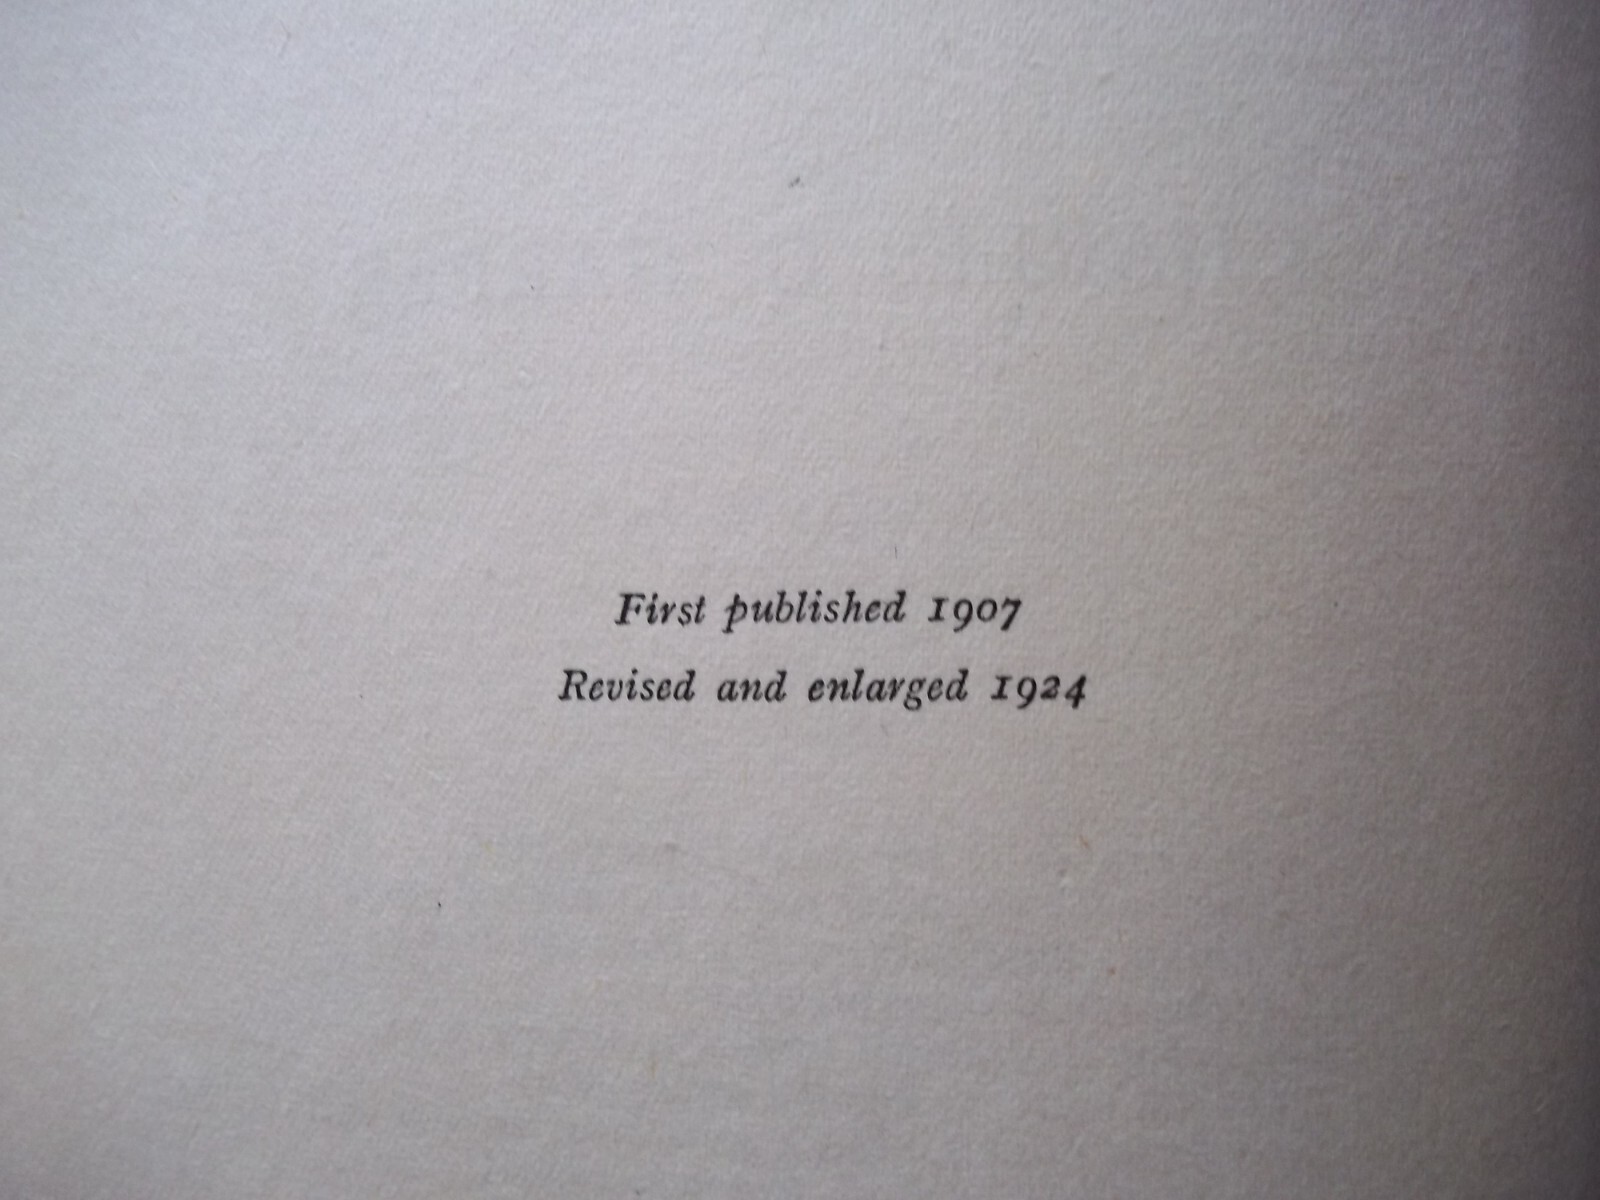 First published 1907
Revised and enlarged 1924